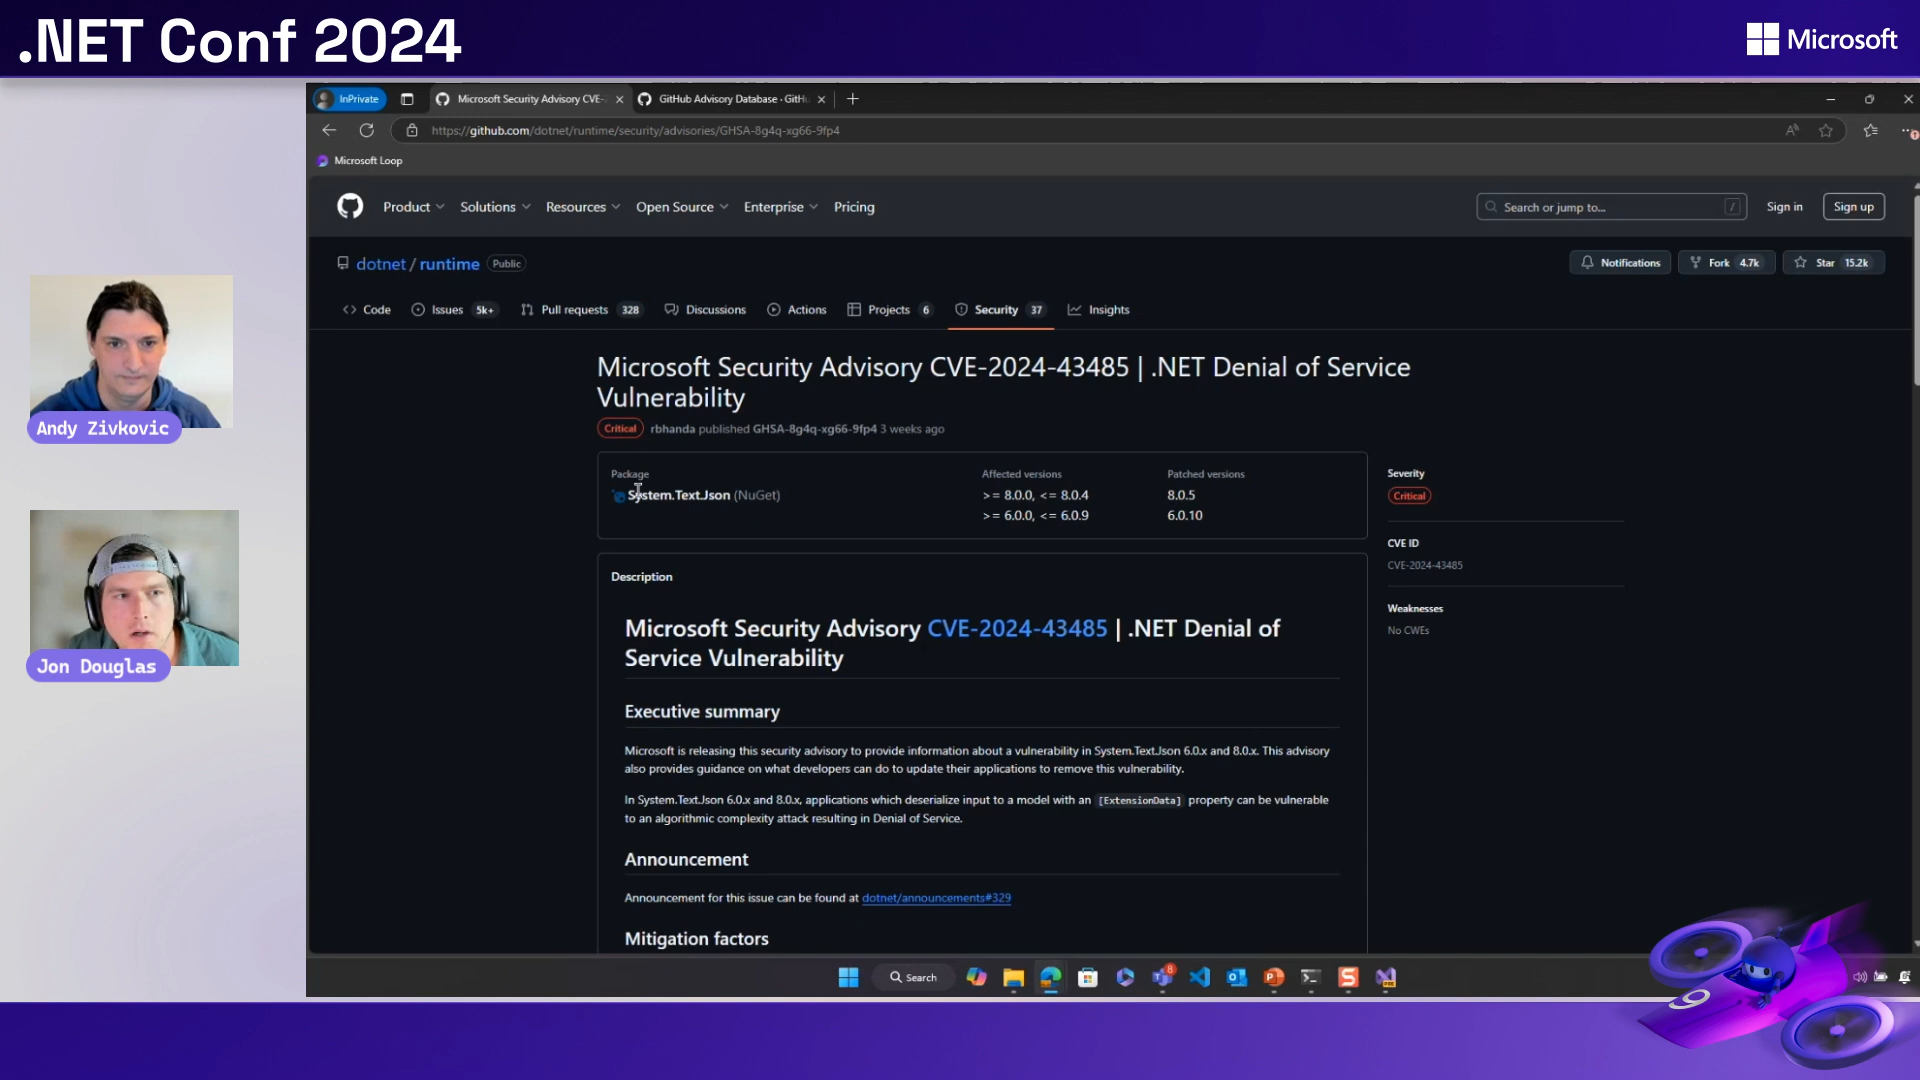 .NET Conf 2024
Microsoft
InPrivate
Microsoft Security Advisory CVE-
GitHub Advisory Database · GitH
https://github.com/dotnet/runtime/security/advisories/GHSA-8g4q-xg66-9fp4
Microsoft Loop
Product
Solutions
Resources
Open Source
Enterprise
Pricing
Search or jump to...
/
Sign in
Sign up
dotnet / runtime
Public
Notifications
Fork 4.7k
Star 15.2k
Code
Issues 5k+
Pull requests 328
Discussions
Actions
Projects 6
Security 37
Insights
Microsoft Security Advisory CVE-2024-43485 | .NET Denial of Service
Vulnerability
Critical rbhanda published GHSA-8g4q-xg66-9fp4 3 weeks ago
Package
System.Text.Json (NuGet)
Affected versions
>= 8.0.0, <= 8.0.4
>= 6.0.0, <= 6.0.9
Patched versions
8.0.5
6.0.10
Severity
Critical
CVE ID
CVE-2024-43485
Weaknesses
No CWEs
Description
Microsoft Security Advisory CVE-2024-43485 | .NET Denial of
Service Vulnerability
Executive summary
Microsoft is releasing this security advisory to provide information about a vulnerability in System.Text.Json 6.0.x and 8.0.x. This advisory
also provides guidance on what developers can do to update their applications to remove this vulnerability.
In System.Text.Json 6.0.x and 8.0.x, applications which deserialize input to a model with an [ExtensionData] property can be vulnerable
to an algorithmic complexity attack resulting in Denial of Service.
Announcement
Announcement for this issue can be found at dotnet/announcements#329
Mitigation factors
Andy Zivkovic
Jon Douglas
Search
8
9